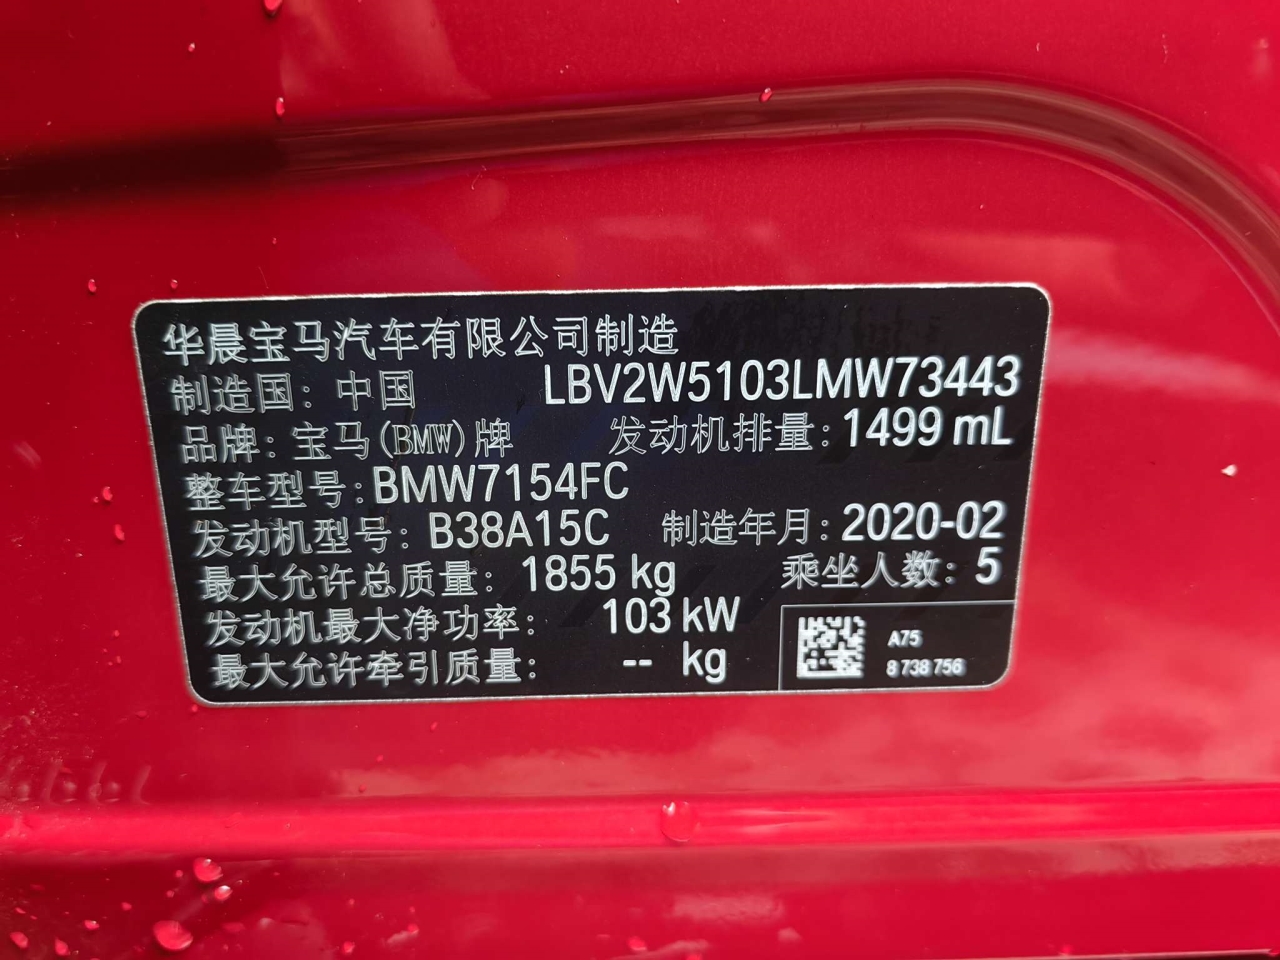 华晨宝马汽车有限公司制造
制造国: 中国 LBV2W5103LMW73443
品牌: 宝马(BMW)牌 发动机排量: 1499 mL
整车型号: BMW7154FC
发动机型号: B38A15C 制造年月: 2020-02
最大允许总质量: 1855 kg 乘坐人数: 5
发动机最大净功率: 103 kW
最大允许牵引质量: -- kg
A75
8 738 756